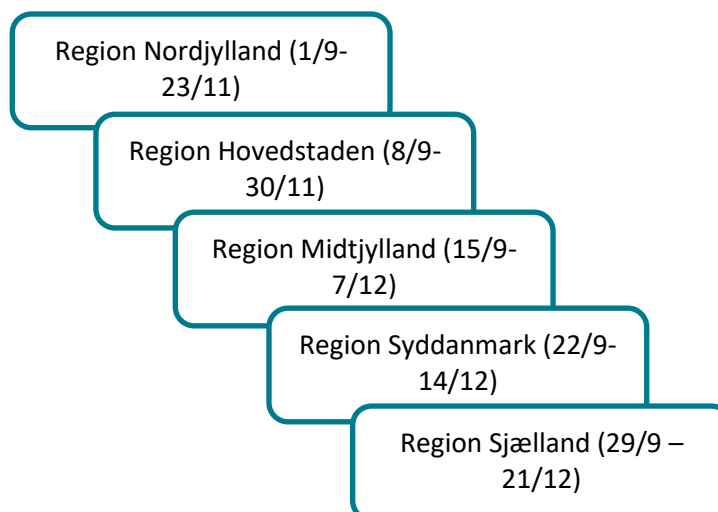 Region Nordjylland (1/9-
23/11)
Region Hovedstaden (8/9-
30/11)
Region Midtjylland (15/9-
7/12)
Region Syddanmark (22/9-
14/12)
Region Sjælland (29/9 –
21/12)